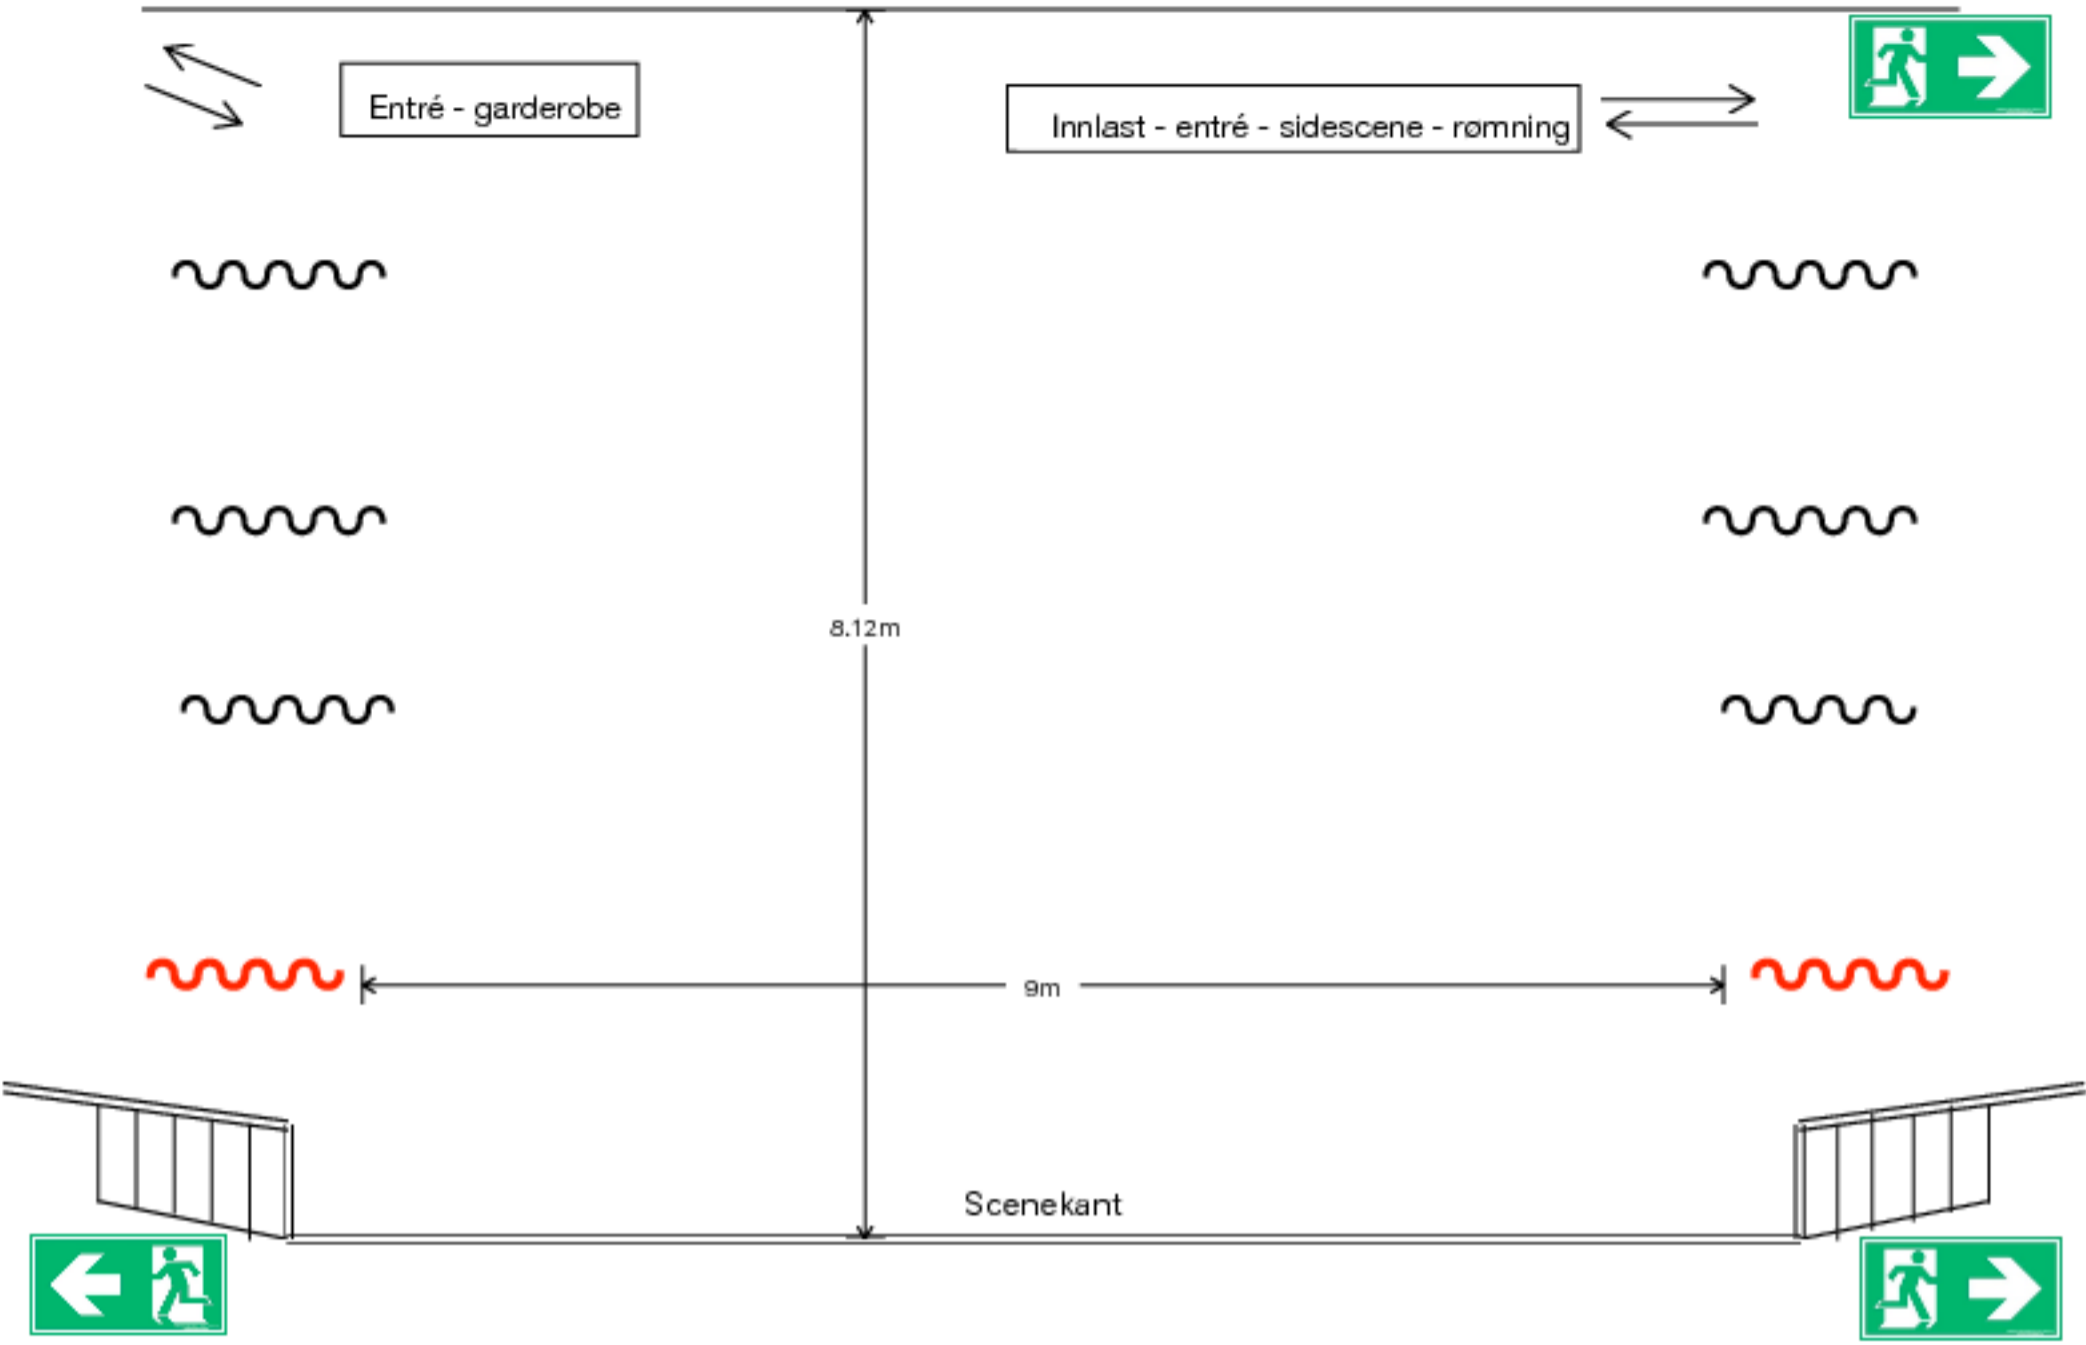 Entré - garderobe
Innlast - entré - sidescene - rømning
8.12m
9m
Scenekant